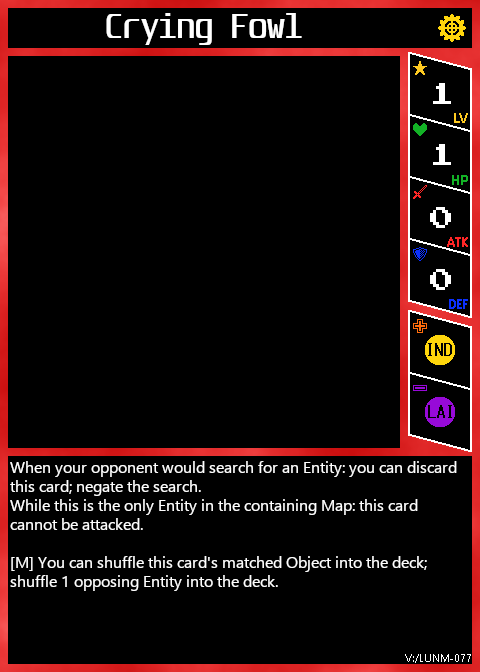 Crying Fowl
1
LV
1
HP
0
ATK
0
DEF
IND
LAI
When your opponent would search for an Entity: you can discard
this card; negate the search.
While this is the only Entity in the containing Map: this card
cannot be attacked.
[M] You can shuffle this card's matched Object into the deck;
shuffle 1 opposing Entity into the deck.
V:/LUNM-077